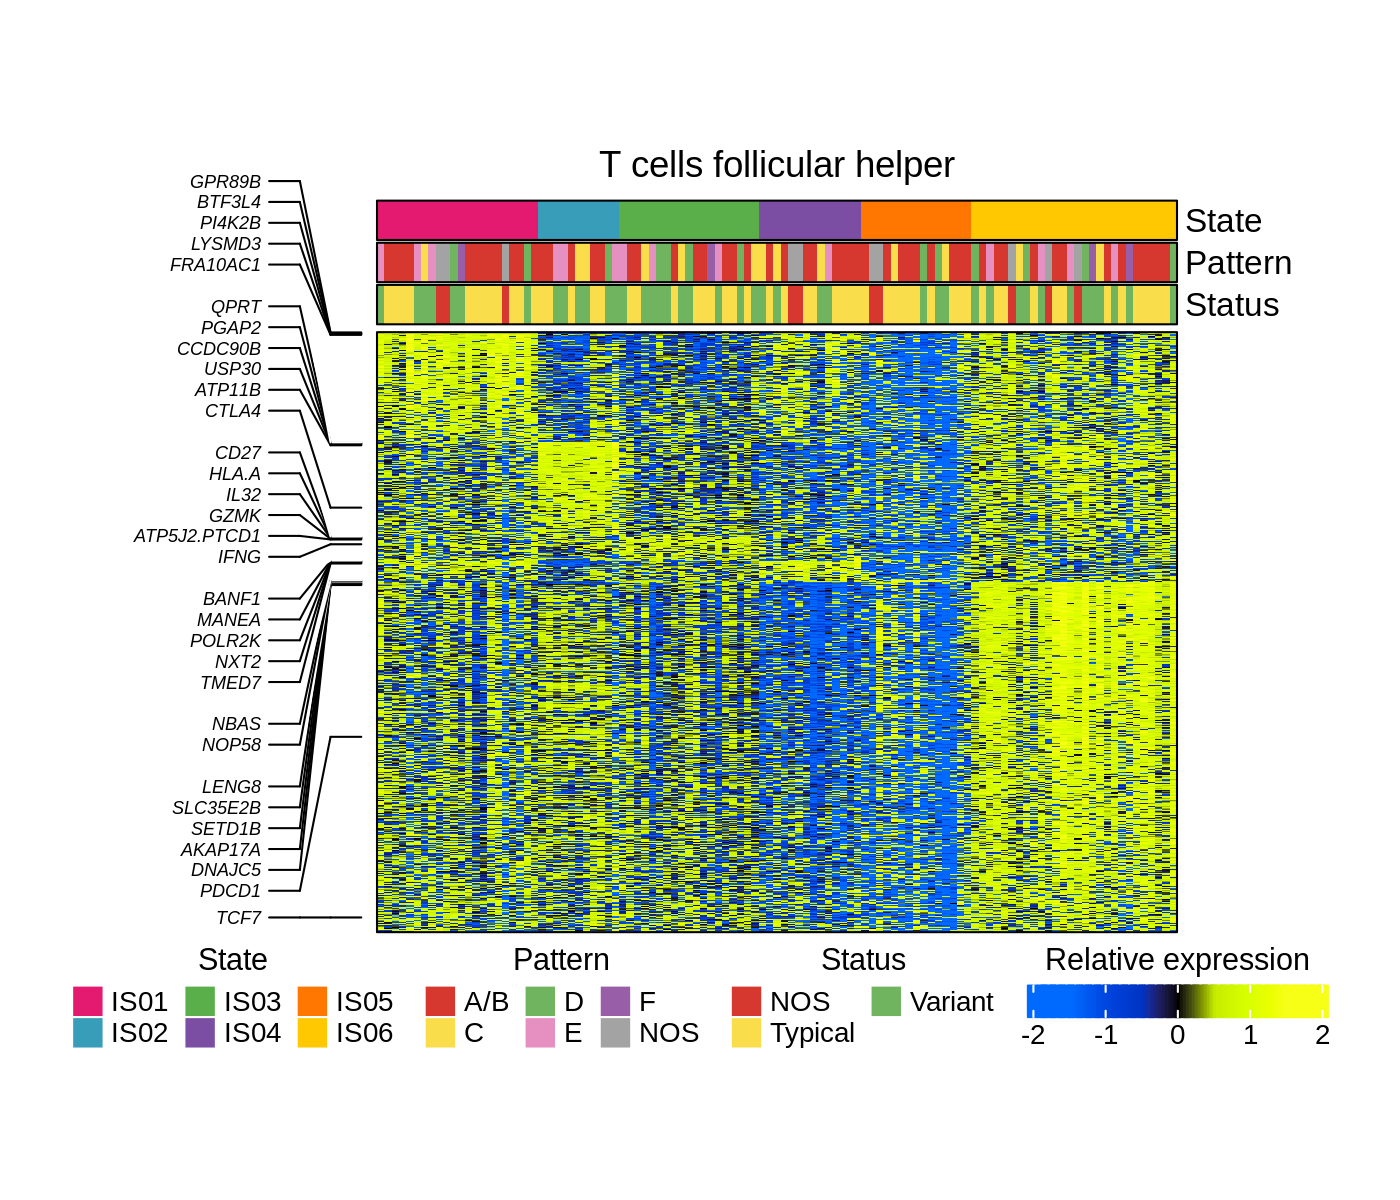 T cells follicular helper
State
Pattern
Status
GPR89B
BTF3L4
PI4K2B
LYSMD3
FRA10AC1
QPRT
PGAP2
CCDC90B
USP30
ATP11B
CTLA4
CD27
HLA.A
IL32
GZMK
ATP5J2.PTCD1
IFNG
BANF1
MANEA
POLR2K
NXT2
TMED7
NBAS
NOP58
LENG8
SLC35E2B
SETD1B
AKAP17A
DNAJC5
PDCD1
TCF7
State Pattern Status Relative expression
IS01 IS03 IS05 A/B D F NOS Variant
IS02 IS04 IS06 C E NOS Typical
-2 -1 0 1 2